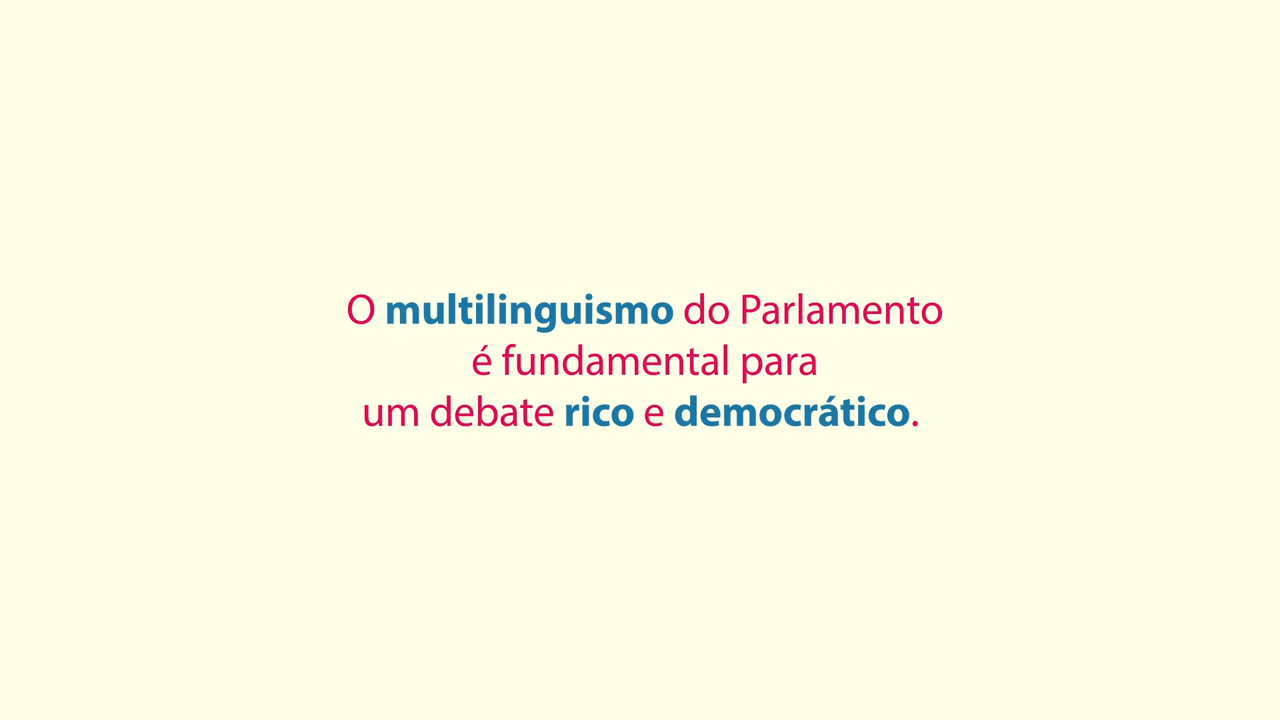 O multilinguismo do Parlamento
é fundamental para
um debate rico e democrático.